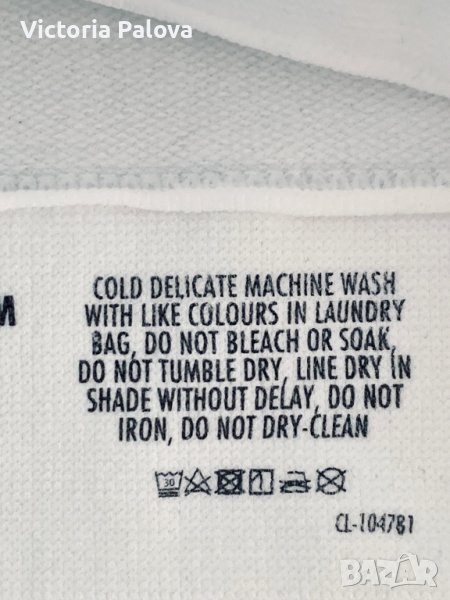 Victoria Palova
M
COLD DELICATE MACHINE WASH
WITH LIKE COLOURS IN LAUNDRY
BAG, DO NOT BLEACH OR SOAK,
DO NOT TUMBLE DRY, LINE DRY IN
SHADE WITHOUT DELAY, DO NOT
IRON, DO NOT DRY-CLEAN
30
CL-104781
BAZAR